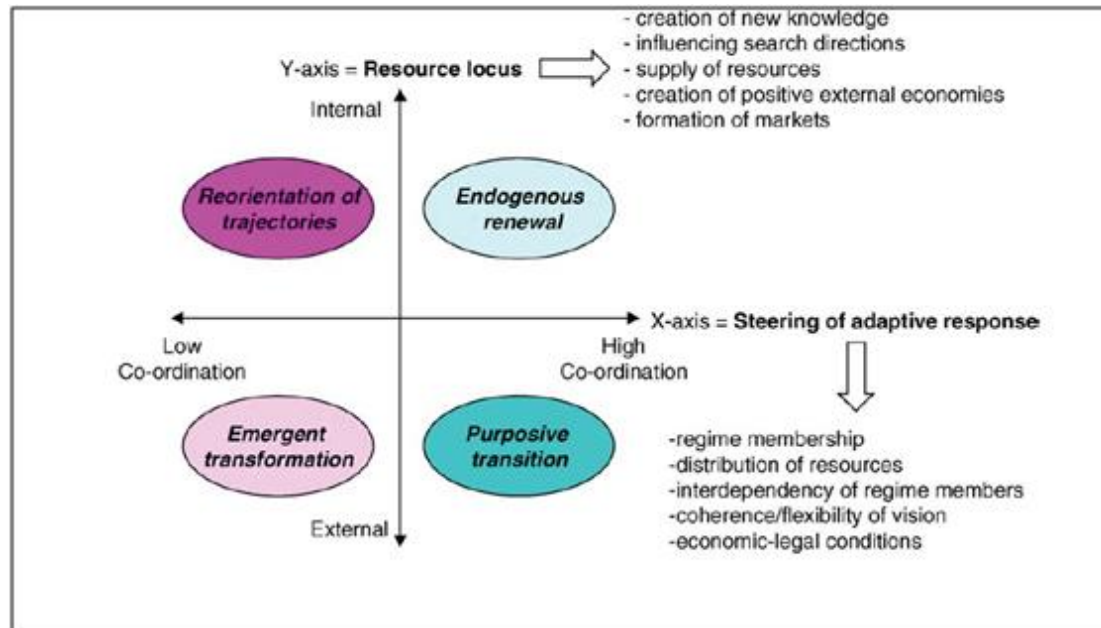 - creation of new knowledge
- influencing search directions
- supply of resources
- creation of positive external economies
- formation of markets
Y-axis = Resource locus
Internal
Reorientation of
trajectories
Endogenous
renewal
X-axis = Steering of adaptive response
Low
Co-ordination
High
Co-ordination
Emergent
transformation
Purposive
transition
-regime membership
-distribution of resources
-interdependency of regime members
-coherence/flexibility of vision
-economic-legal conditions
External